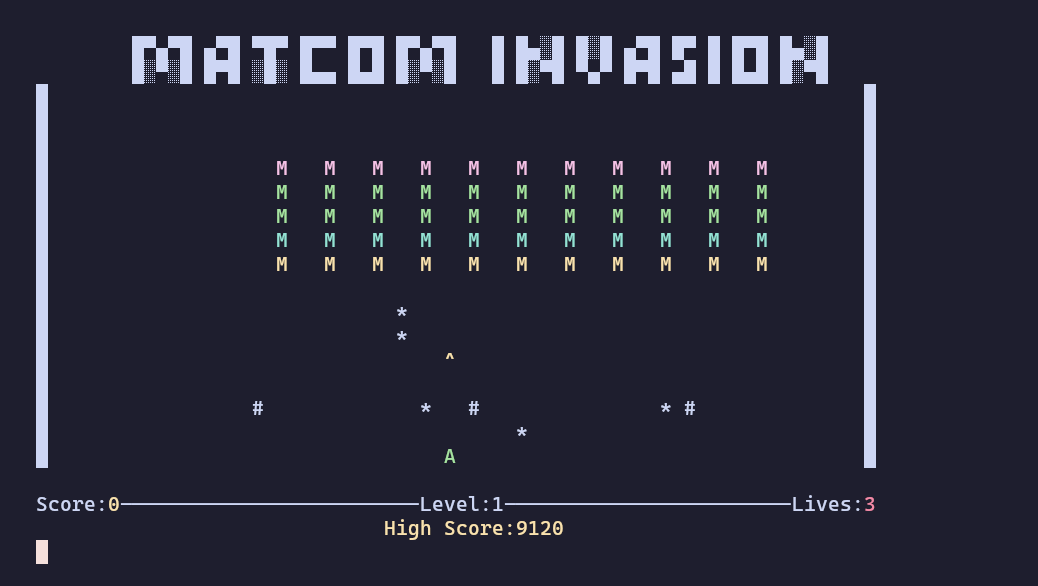 MATCOM INVASION
M M M M M M M M M M M
M M M M M M M M M M M
M M M M M M M M M M M
M M M M M M M M M M M
M M M M M M M M M M M
*
*
^
# * # * #
*
A
Score:0 Level:1 Lives:3
High Score:9120